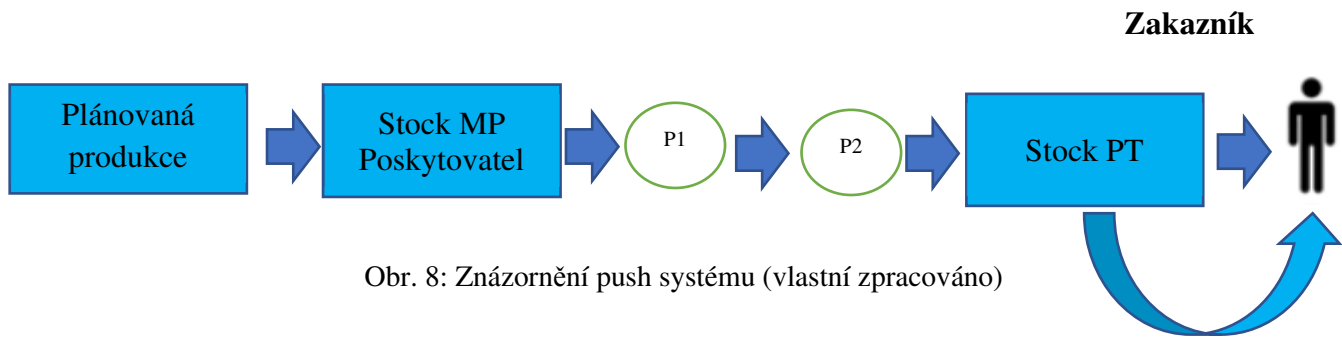 Zakazník
Plánovaná
produkce
Stock MP
Poskytovatel
P1
P2
Stock PT
Obr. 8: Znázornění push systému (vlastní zpracováno)